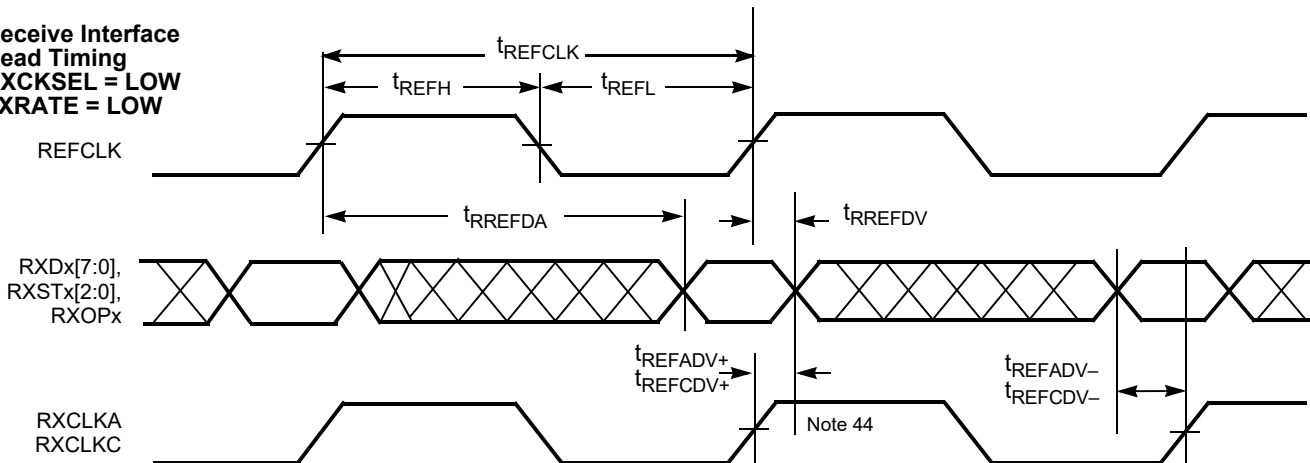 eceive Interface
ead Timing
XCKSEL = LOW
XRATE = LOW
tREFCLK
tREFH
tREFL
REFCLK
tRREFDA
tRREFDV
RXDx[7:0],
RXSTx[2:0],
RXOPx
tREFADV+
tREFCDV+
tREFADV–
tREFCDV–
RXCLKA
RXCLKC
Note 44